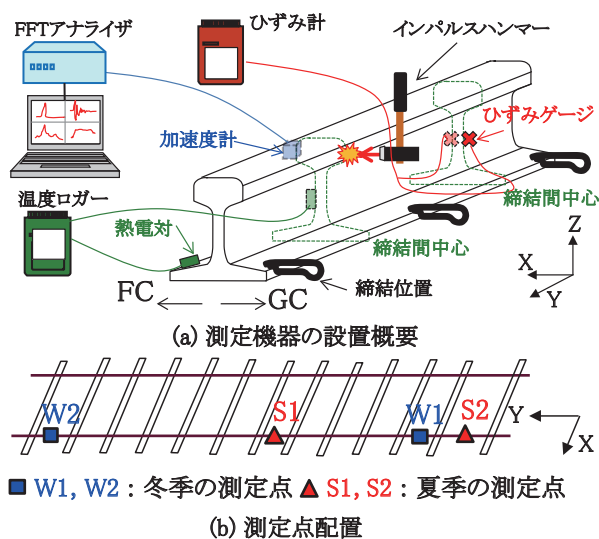 FFTアナライザ
ひずみ計
インパルスハンマー
加速度計
ひずみゲージ
温度ロガー
熱電対
締結間中心
締結間中心
締結位置
FC
GC
Z
X
Y
(a) 測定機器の設置概要
W2
S1
W1
S2
Y
X
W1, W2：冬季の測定点 S1, S2：夏季の測定点
(b) 測定点配置